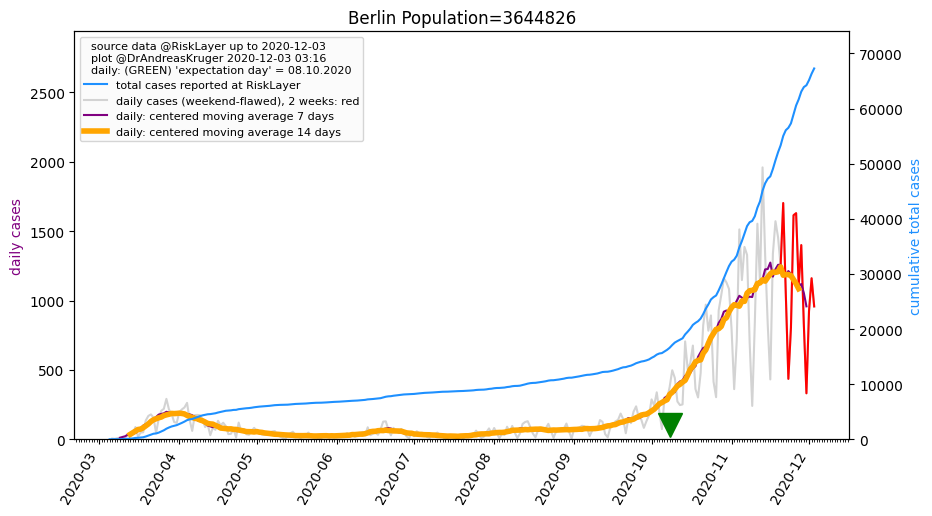 Berlin Population=3644826
source data @RiskLayer up to 2020-12-03
plot @DrAndreasKruger 2020-12-03 03:16
daily: (GREEN) 'expectation day' = 08.10.2020
total cases reported at RiskLayer
daily cases (weekend-flawed), 2 weeks: red
daily: centered moving average 7 days
daily: centered moving average 14 days
daily cases
2500
2000
1500
1000
500
0
70000
60000
50000
40000
30000
20000
10000
0
cumulative total cases
2020-03
2020-04
2020-05
2020-06
2020-07
2020-08
2020-09
2020-10
2020-11
2020-12